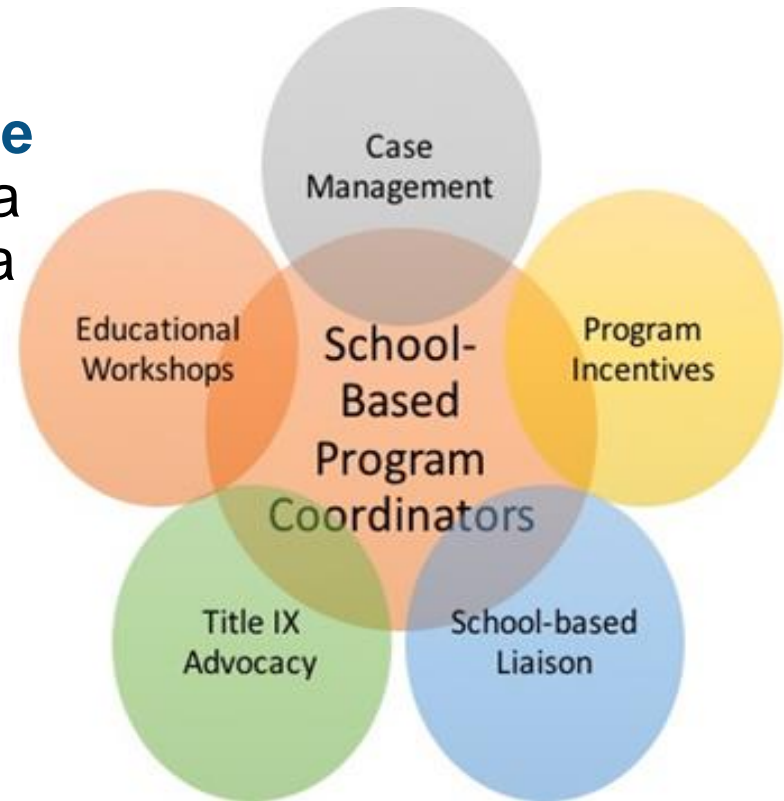 e
a
a
Case
Management
Educational
Workshops
School-
Based
Program
Coordinators
Program
Incentives
Title IX
Advocacy
School-based
Liaison